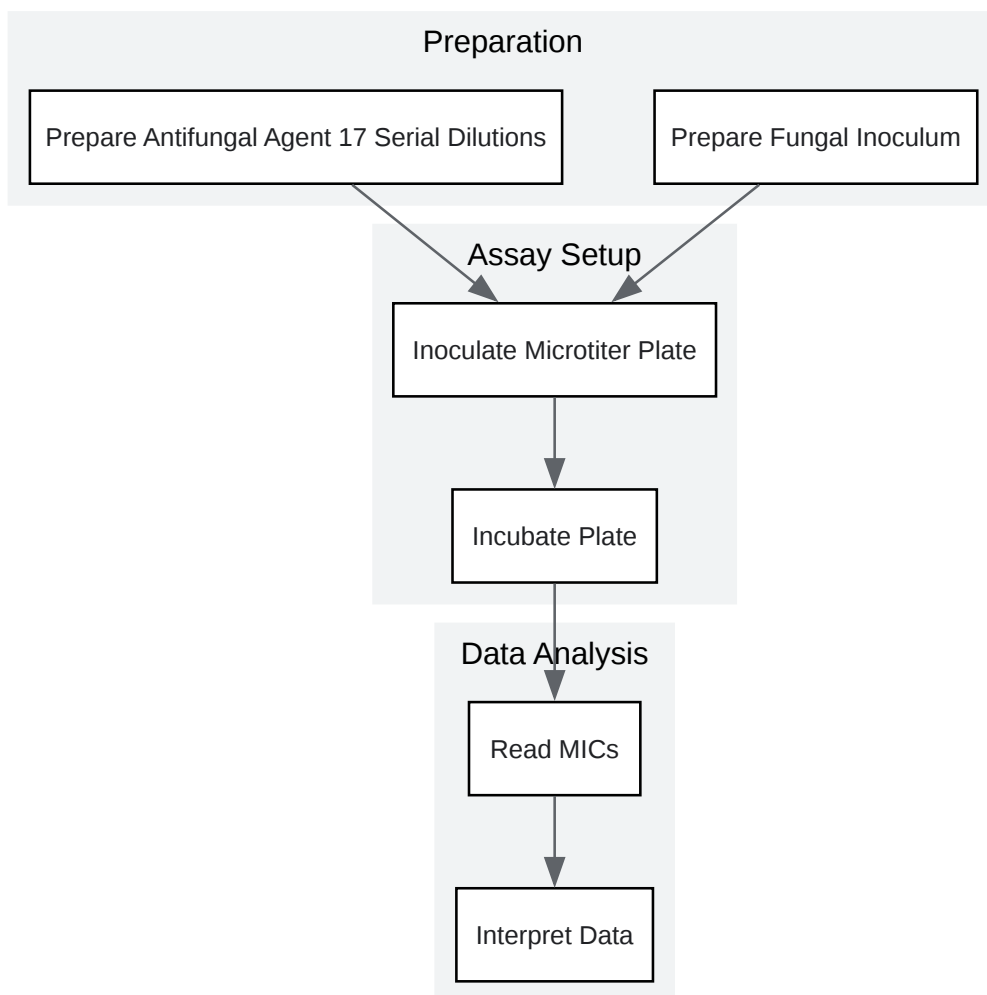 Preparation
Prepare Antifungal Agent 17 Serial Dilutions
Prepare Fungal Inoculum
Assay Setup
Inoculate Microtiter Plate
Incubate Plate
Data Analysis
Read MICs
Interpret Data